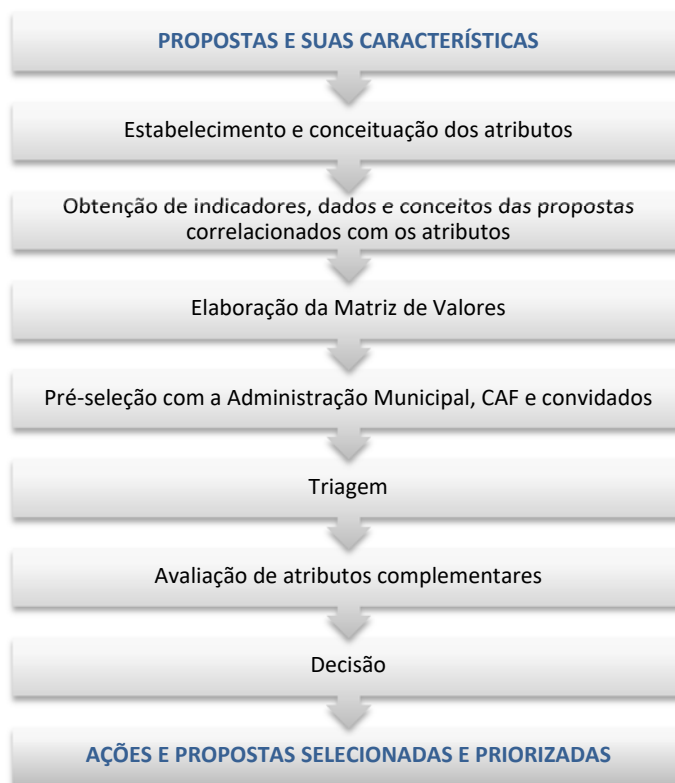 PROPOSTAS E SUAS CARACTERÍSTICAS
Estabelecimento e conceituação dos atributos
Obtenção de indicadores, dados e conceitos das propostas
correlacionados com os atributos
Elaboração da Matriz de Valores
Pré-seleção com a Administração Municipal, CAF e convidados
Triagem
Avaliação de atributos complementares
Decisão
AÇÕES E PROPOSTAS SELECIONADAS E PRIORIZADAS